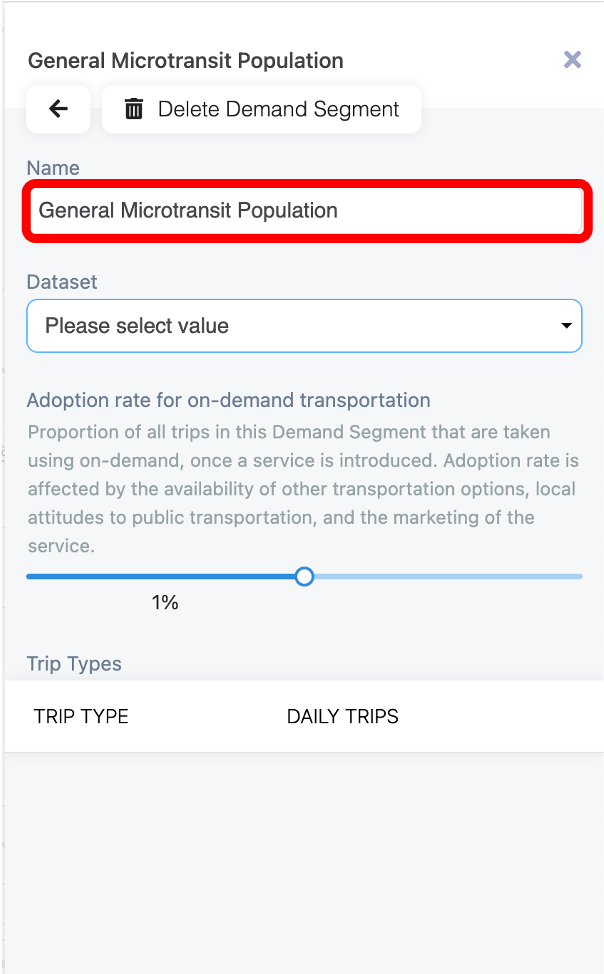 General Microtransit Population
Delete Demand Segment
Name
General Microtransit Population
Dataset
Please select value
Adoption rate for on-demand transportation
Proportion of all trips in this Demand Segment that are taken
using on-demand, once a service is introduced. Adoption rate is
affected by the availability of other transportation options, local
attitudes to public transportation, and the marketing of the
service.
1%
Trip Types
TRIP TYPE DAILY TRIPS